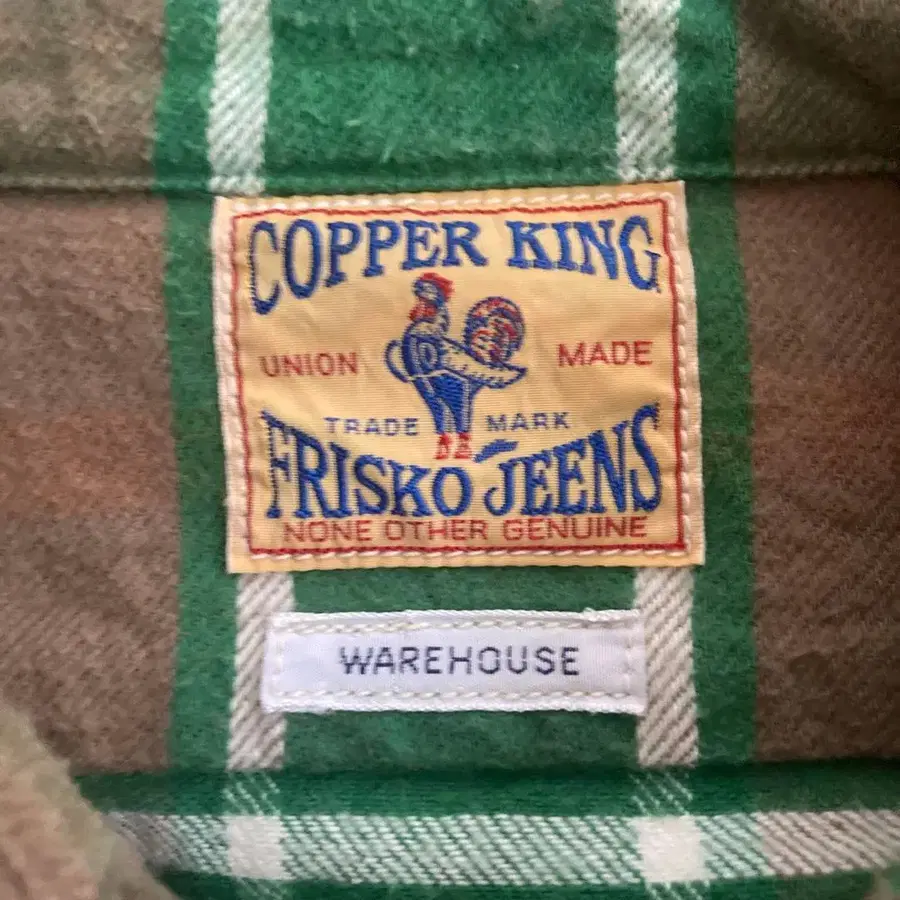 COPPER KING
UNION MADE
TRADE MARK
FRISKO JEENS
NONE OTHER GENUINE
WAREHOUSE